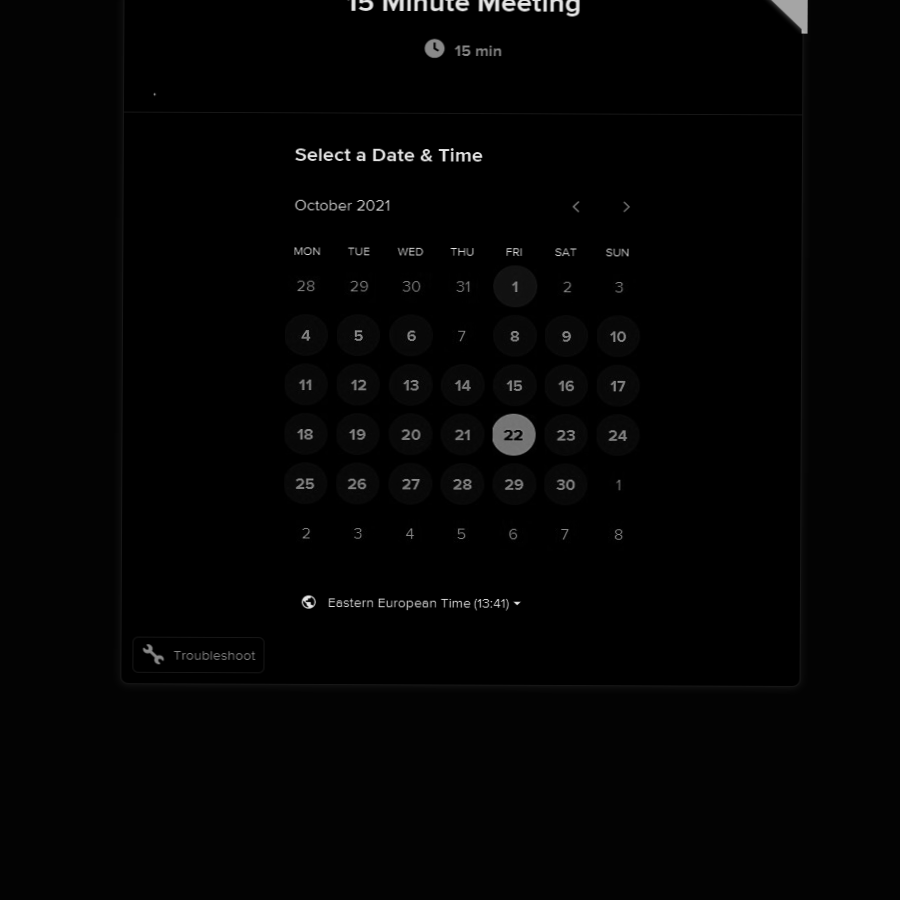 15 Minute Meeting
15 min
Select a Date & Time
October 2021
MON TUE WED THU FRI SAT SUN
28 29 30 31 1 2 3
4 5 6 7 8 9 10
11 12 13 14 15 16 17
18 19 20 21 22 23 24
25 26 27 28 29 30 1
2 3 4 5 6 7 8
Eastern European Time (13:41)
Troubleshoot